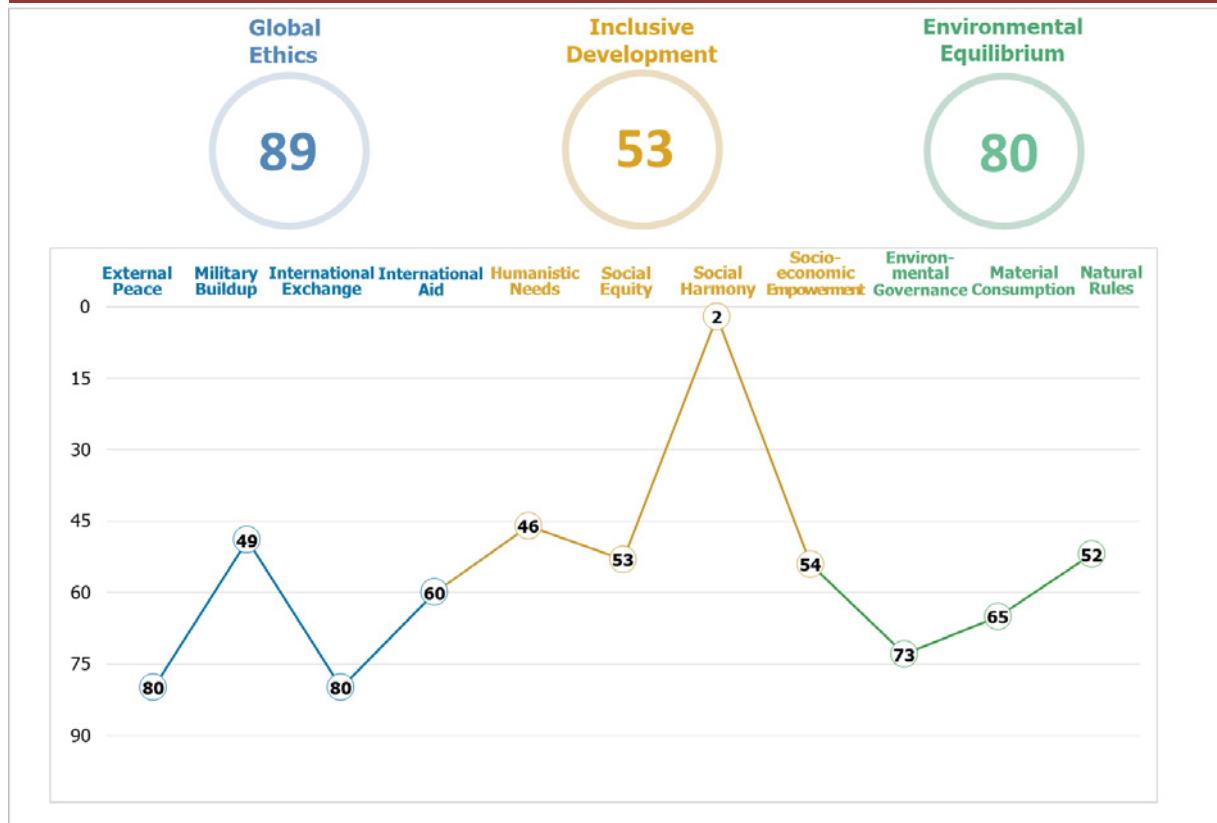 Global
Ethics
Inclusive
Development
Environmental
Equilibrium
89
53
80
External
Peace
Military
Buildup
International
Exchange
International
Aid
Humanistic
Needs
Social
Equity
Social
Harmony
Socio-
economic
Empowerment
Environ-
mental
Governance
Material
Consumption
Natural
Rules
0
15
30
45
60
75
90
80
49
80
60
46
53
2
54
73
65
52